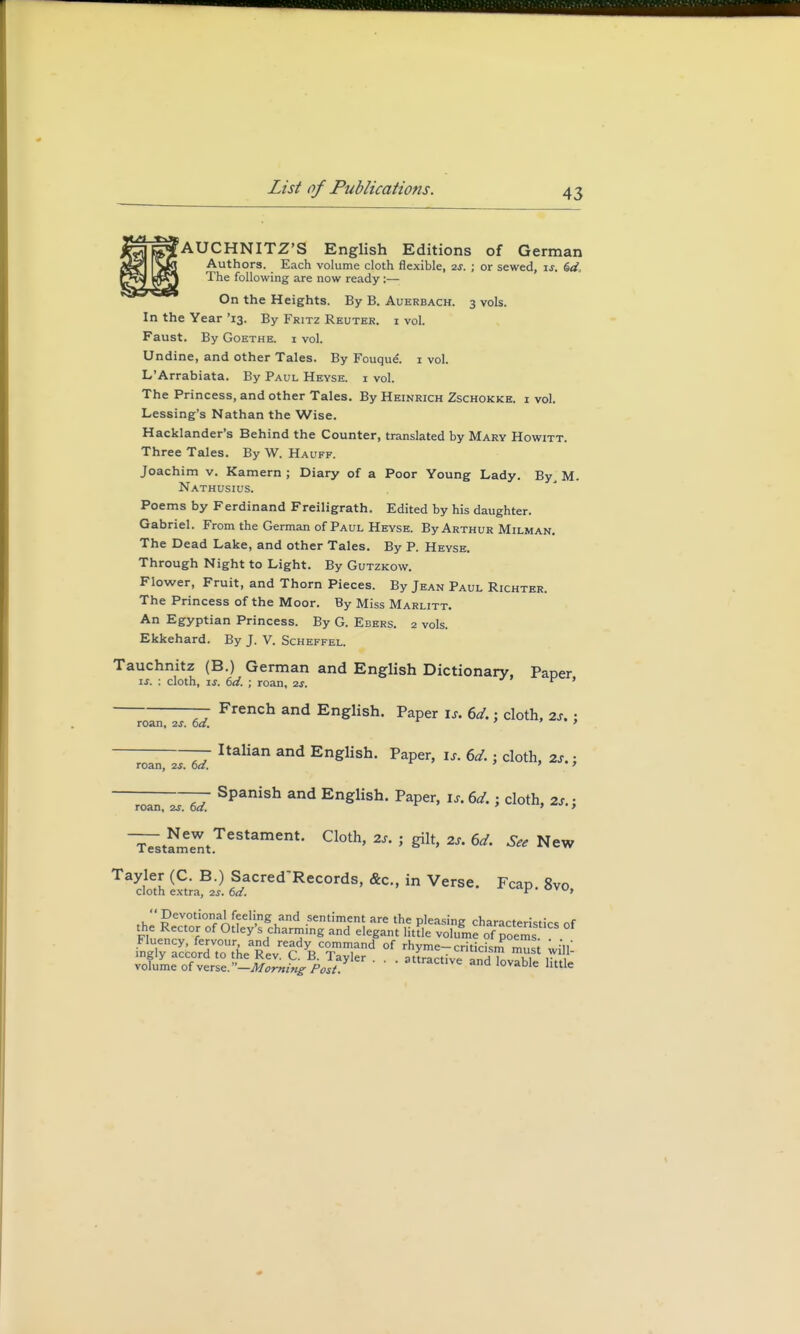 List of Publications.
43
TAUCHNITZ'S English Editions of German
Authors. Each volume cloth flexible, 2s. ; or sewed, 1s. 6d.
The following are now ready :—
On the Heights. By B. Auerbach. 3 vols.
In the Year '13. By Fritz Reuter. 1 vol.
Faust. By Goethe. 1 vol.
Undine, and other Tales. By Fouqué. 1 vol.
L'Arrabiata. By Paul Heyse. 1 vol.
The Princess, and other Tales. By Heinrich Zschokke. 1 vol.
Lessing's Nathan the Wise.
Hacklander's Behind the Counter, translated by Mary Howitt.
Three Tales. By W. Hauff.
Joachim v. Kamern ; Diary of a Poor Young Lady. By M.
Nathusius.
Poems by Ferdinand Freiligrath. Edited by his daughter.
Gabriel. From the German of Paul Heyse. By Arthur Milman.
The Dead Lake, and other Tales. By P. Heyse.
Through Night to Light. By Gutzkow.
Flower, Fruit, and Thorn Pieces. By Jean Paul Richter.
The Princess of the Moor. By Miss Marlitt.
An Egyptian Princess. By G. Ebers. 2 vols.
Ekkehard. By J. V. Scheffel.
Tauchnitz (B.) German and English Dictionary, Paper,
1s. : cloth, 1s. 6d. ; roan, 2s.
——— French and English. Paper 1s. 6d. ; cloth, 2s. ;
roan, 2s. 6d.
——— Italian and English. Paper, 1s. 6d. ; cloth, 2s. ;
roan, 2s. 6d.
——— Spanish and English. Paper, 1s. 6d. ; cloth, 2s. ;
roan, 2s. 6d.
——— New Testament. Cloth, 2s. ; gilt, 2s. 6d. See New
Testament.
Tayler (C. B.) Sacred Records, &c., in Verse. Fcap. 8vo,
cloth extra, 2s. 6d.
"Devotional feeling and sentiment are the pleasing characteristics of
the Rector of Otley's charming and elegant little volume of poems. . . .
Fluency, fervour, and ready command of rhyme—criticism must will-
ingly accord to the Rev. C. B. Tayler . . . attractive and lovable little
volume of verse."—Morning Post.